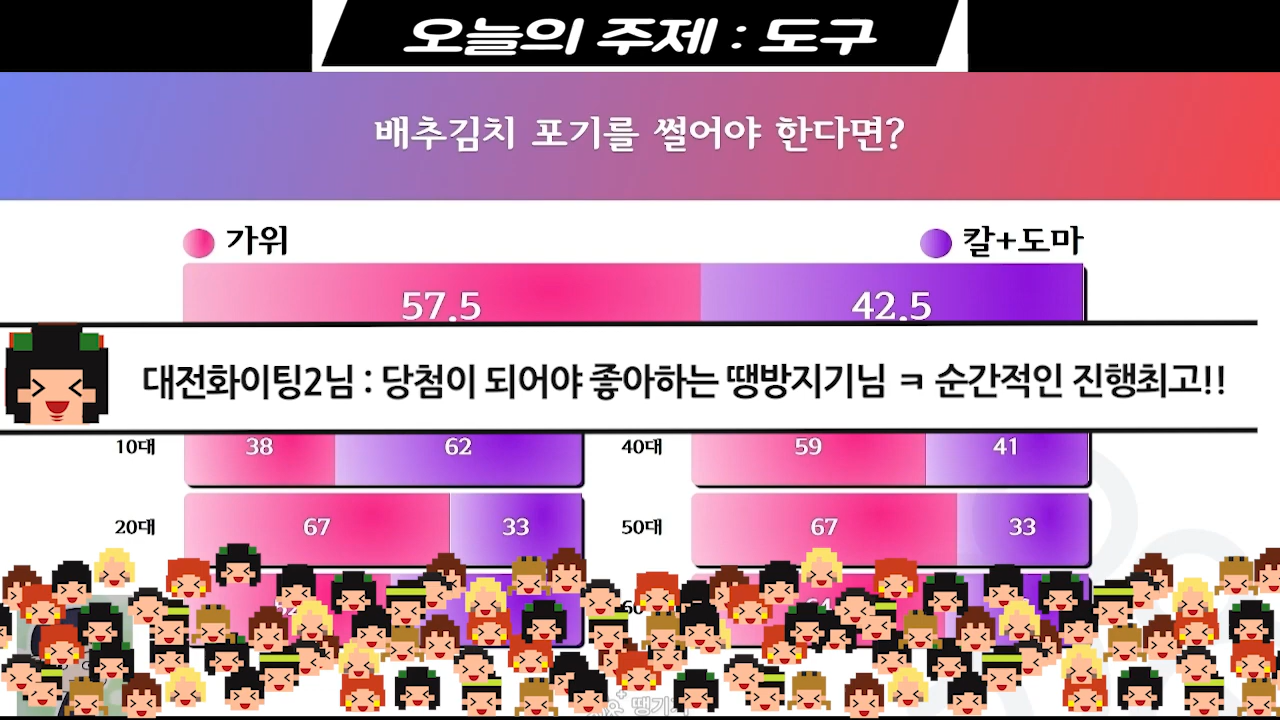 오늘의 주제 : 도구
배추김치 포기를 썰어야 한다면?
가위 칼+도마
57.5 42.5
대전화이팅2님 : 당첨이 되어야 좋아하는 땡방지기님 ㅋ 순간적인 진행최고!!
10대 38 62 40대 59 41
20대 67 33 50대 67 33